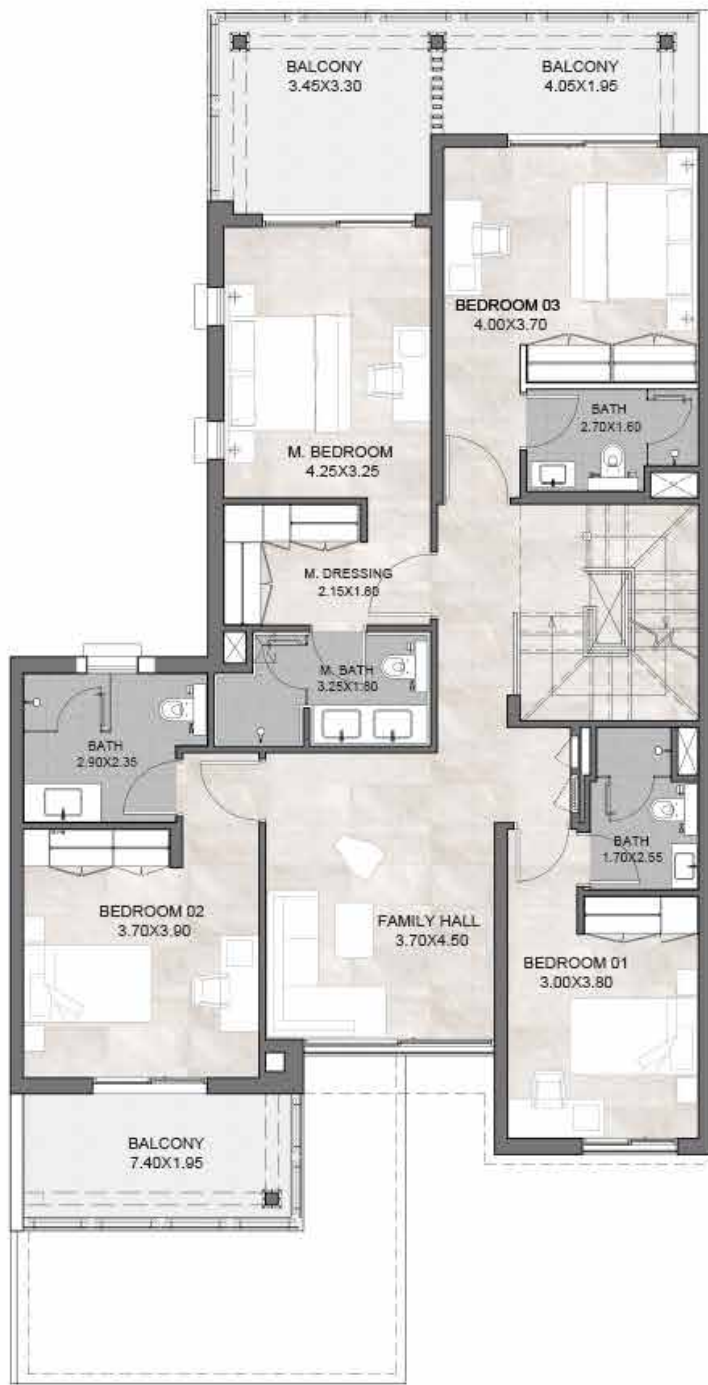 BALCONY
3.45X3.30
BALCONY
4.05X1.95
BEDROOM 03
4.00X3.70
BATH
2.70X1.60
M. BEDROOM
4.25X3.25
M. DRESSING
2.15X1.80
M. BATH
3.25X1.80
BATH
2.90X2.35
BATH
1.70X2.55
BEDROOM 02
3.70X3.90
FAMILY HALL
3.70X4.50
BEDROOM 01
3.00X3.80
BALCONY
7.40X1.95